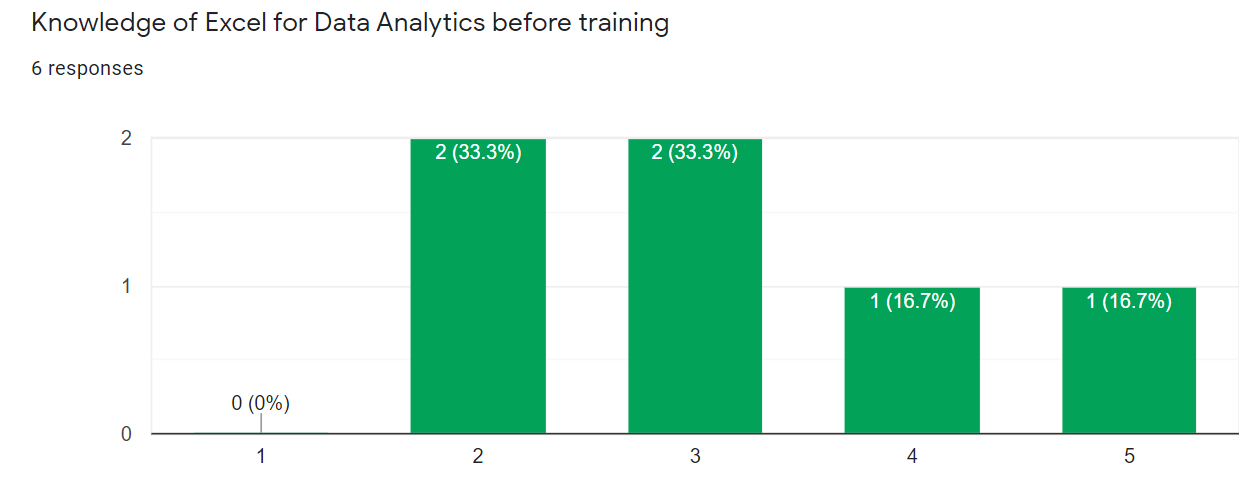 Knowledge of Excel for Data Analytics before training
6 responses
2
2 (33.3%) 2 (33.3%)
1
1 (16.7%) 1 (16.7%)
0 (0%)
0
1 2 3 4 5